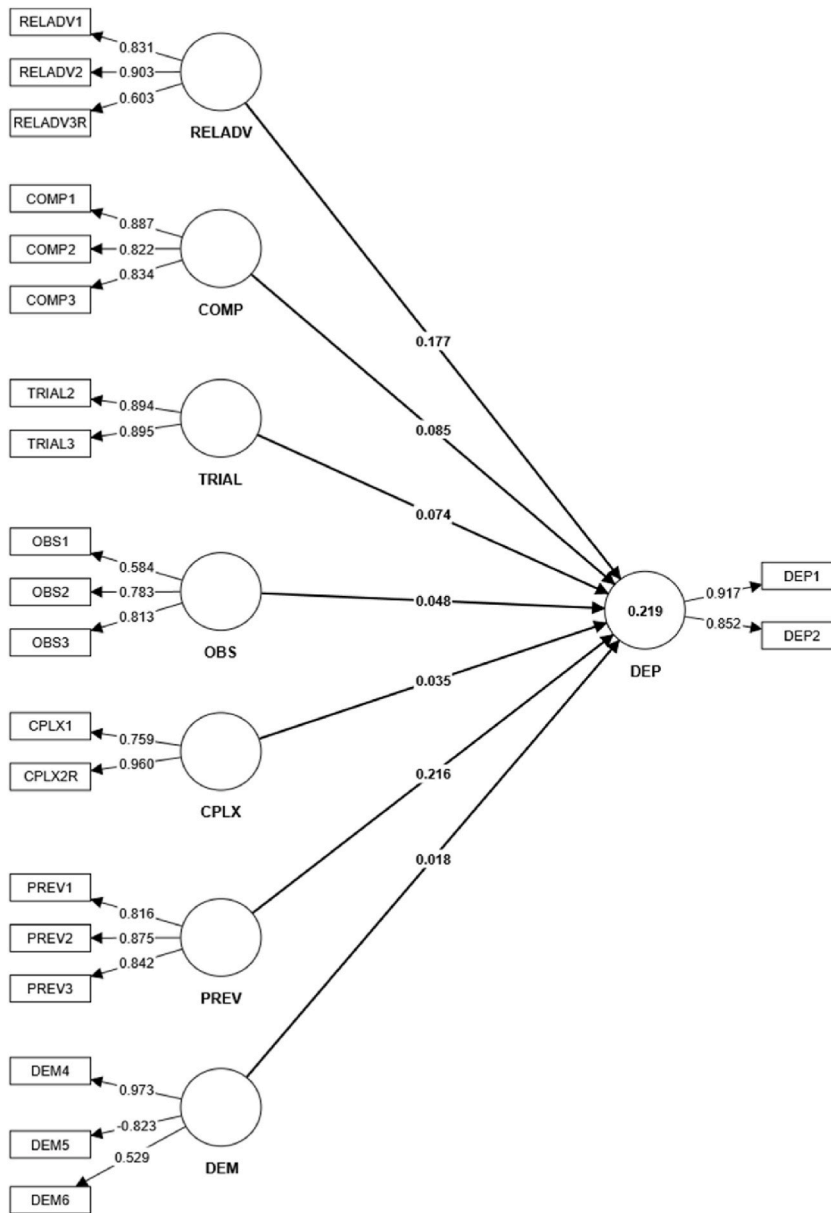 RELADV1
0.831
RELADV2
0.903
0.603
RELADV3R
RELADV
COMP1
0.887
COMP2
0.822
0.834
COMP3
COMP
0.177
0.085
TRIAL2
0.894
TRIAL3
0.895
TRIAL
0.074
OBS1
0.584
OBS2
0.783
0.813
OBS3
OBS
0.048
0.219
DEP
0.917
DEP1
0.852
DEP2
CPLX1
0.759
CPLX2R
0.960
CPLX
0.035
PREV1
0.816
PREV2
0.875
0.842
PREV3
PREV
0.216
0.018
DEM4
0.973
-0.823
DEM5
0.529
DEM6
DEM